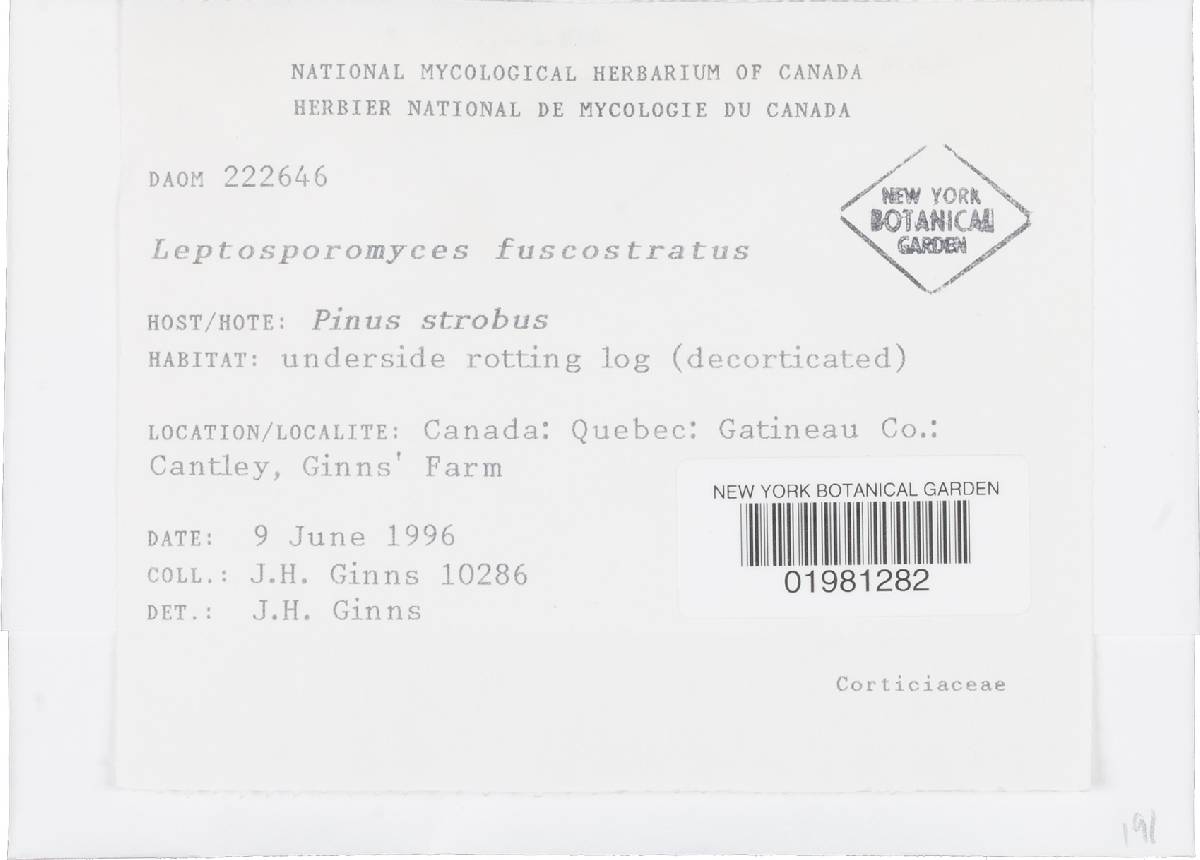 NATIONAL MYCOLOGICAL HERBARIUM OF CANADA
HERBIER NATIONAL DE MYCOLOGIE DU CANADA
DAOM 222646
NEW YORK
BOTANICAL
GARDEN
Leptosporomyces fuscostratus
HOST/HOTE: Pinus strobus
HABITAT: underside rotting log (decorticated)
LOCATION/LOCALITE: Canada: Quebec: Gatineau Co.:
Cantley, Ginns' Farm
NEW YORK BOTANICAL GARDEN
01981282
DATE: 9 June 1996
COLL.: J.H. Ginns 10286
DET.: J.H. Ginns
Corticiaceae
191